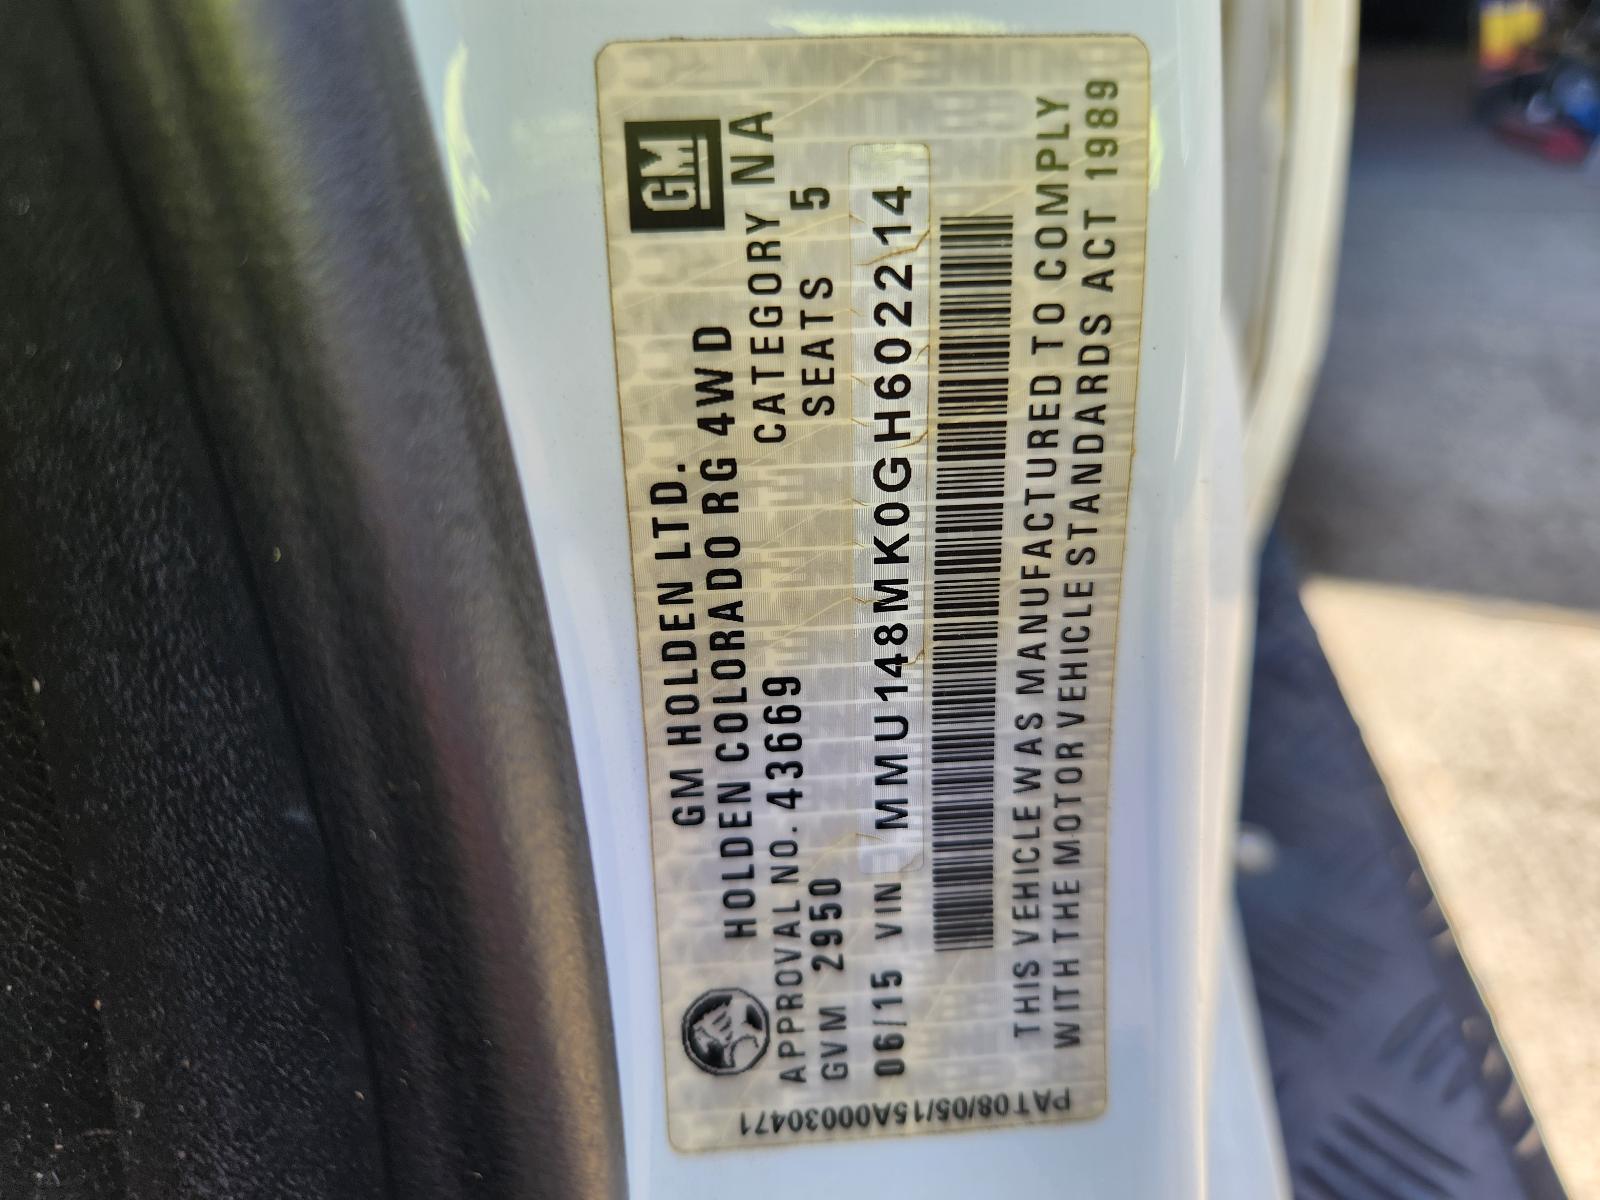 GM
GM HOLDEN LTD.
HOLDEN COLORADO RG 4WD
APPROVAL NO. 43669 CATEGORY NA
GVM 2950 SEATS 5
06/15 VIN MMU148MK0GH602214
THIS VEHICLE WAS MANUFACTURED TO COMPLY
WITH THE MOTOR VEHICLE STANDARDS ACT 1989
PAT08/05/15A00030471